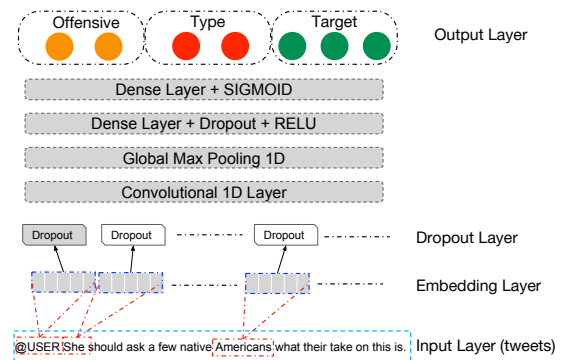 Offensive Type Target
Output Layer
Dense Layer + SIGMOID
Dense Layer + Dropout + RELU
Global Max Pooling 1D
Convolutional 1D Layer
Dropout Dropout Dropout Dropout Layer
Embedding Layer
@USER She should ask a few native Americans what their take on this is. Input Layer (tweets)